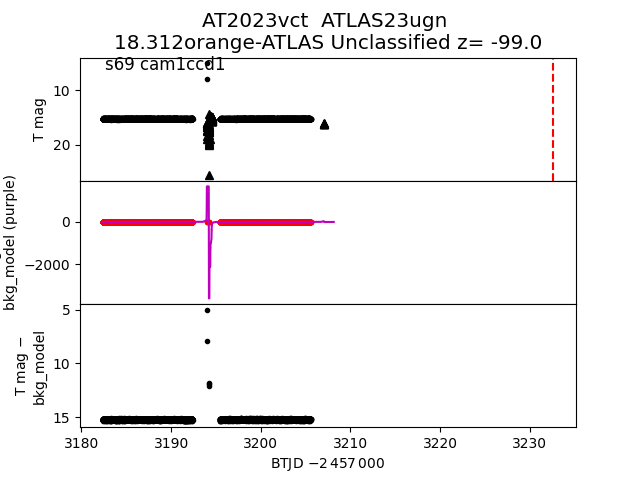 AT2023vct ATLAS23ugn
18.312orange-ATLAS Unclassified z= -99.0
s69 cam1ccd1
T mag
10
20
bkg_model (purple)
0
−2000
T mag −
bkg_model
5
10
15
3180 3190 3200 3210 3220 3230
BTJD −2 457 000